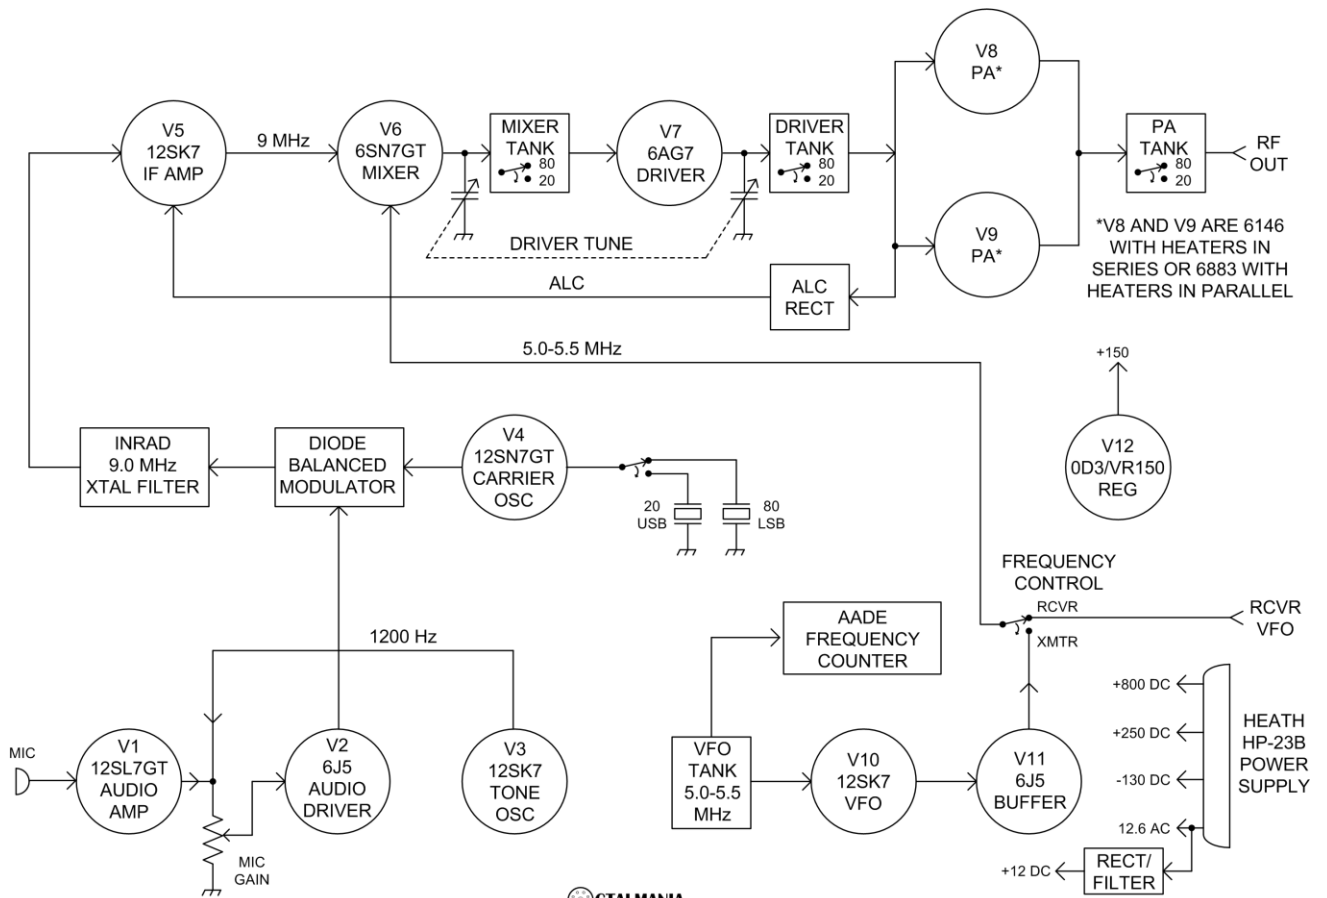 V8
PA*
V5
12SK7
IF AMP
9 MHz
V6
6SN7GT
MIXER
MIXER
TANK
80
20
V7
6AG7
DRIVER
DRIVER
TANK
80
20
PA
TANK
80
20
RF
OUT
DRIVER TUNE
V9
PA*
*V8 AND V9 ARE 6146
WITH HEATERS IN
SERIES OR 6883 WITH
HEATERS IN PARALLEL
ALC
ALC
RECT
5.0-5.5 MHz
+150
INRAD
9.0 MHz
XTAL FILTER
DIODE
BALANCED
MODULATOR
V4
12SN7GT
CARRIER
OSC
20
USB
80
LSB
V12
0D3/VR150
REG
FREQUENCY
CONTROL
RCVR
XMTR
RCVR
VFO
1200 Hz
AADE
FREQUENCY
COUNTER
MIC
V1
12SL7GT
AUDIO
AMP
MIC
GAIN
V2
6J5
AUDIO
DRIVER
V3
12SK7
TONE
OSC
VFO
TANK
5.0-5.5
MHz
V10
12SK7
VFO
V11
6J5
BUFFER
+800 DC
+250 DC
-130 DC
12.6 AC
+12 DC
RECT/
FILTER
HEATH
HP-23B
POWER
SUPPLY